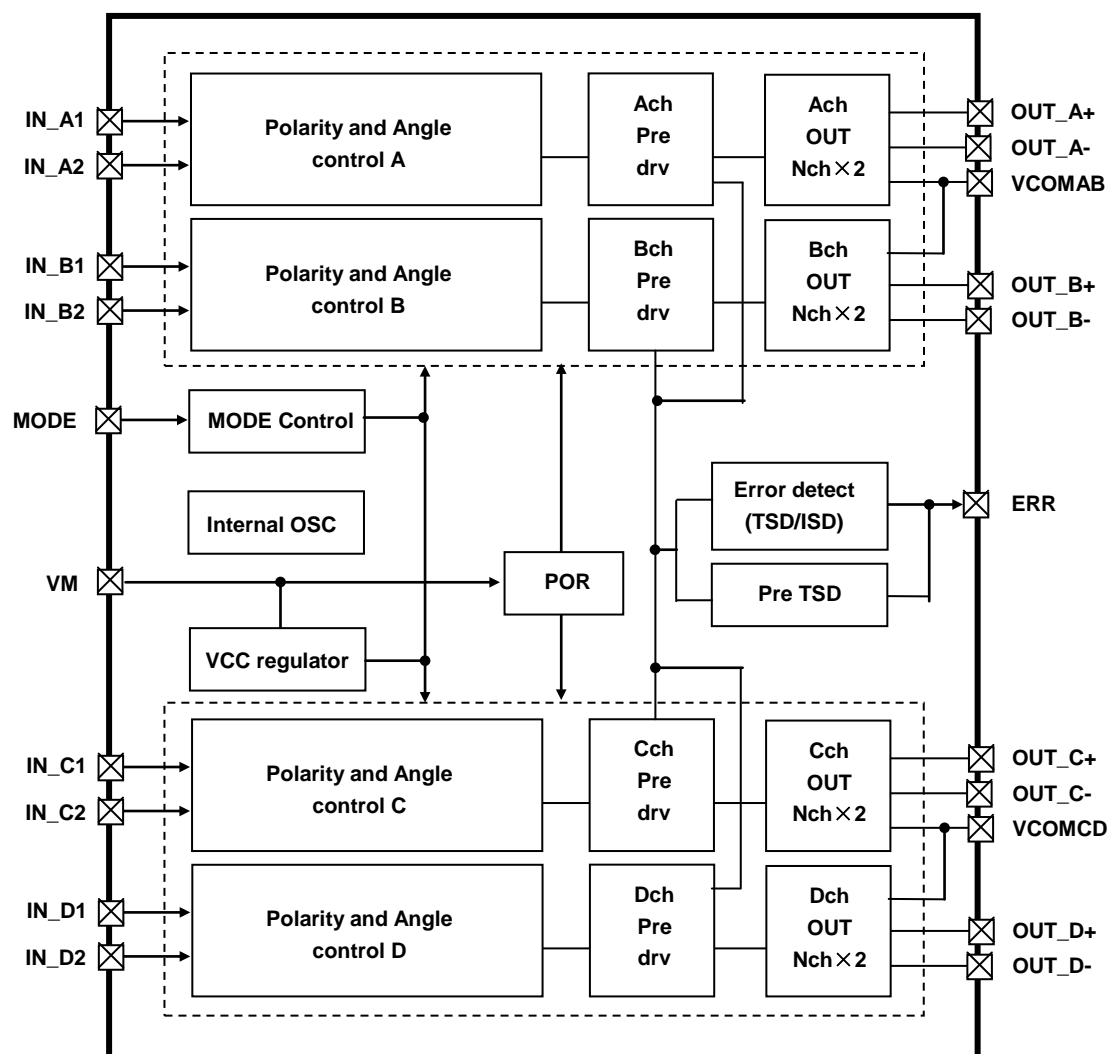 IN_A1
IN_A2
Polarity and Angle
control A
Ach
Pre
drv
Ach
OUT
Nch×2
OUT_A+
OUT_A-
VCOMAB
IN_B1
IN_B2
Polarity and Angle
control B
Bch
Pre
drv
Bch
OUT
Nch×2
OUT_B+
OUT_B-
MODE
MODE Control
Internal OSC
Error detect
(TSD/ISD)
ERR
VM
POR
Pre TSD
VCC regulator
IN_C1
IN_C2
Polarity and Angle
control C
Cch
Pre
drv
Cch
OUT
Nch×2
OUT_C+
OUT_C-
VCOMCD
IN_D1
IN_D2
Polarity and Angle
control D
Dch
Pre
drv
Dch
OUT
Nch×2
OUT_D+
OUT_D-